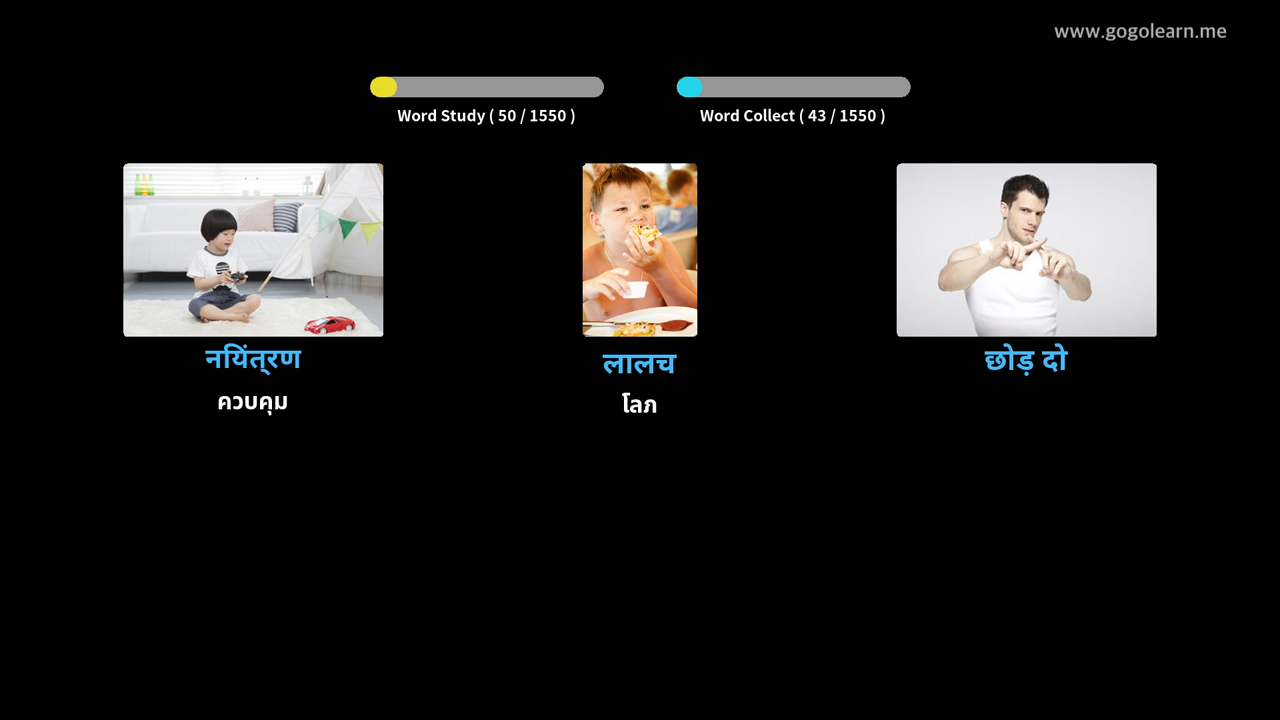 www.gogolearn.me
Word Study ( 50 / 1550 )
Word Collect ( 43 / 1550 )
नियंत्रण
ควบคุม
लालच
โลภ
छोड़ दो